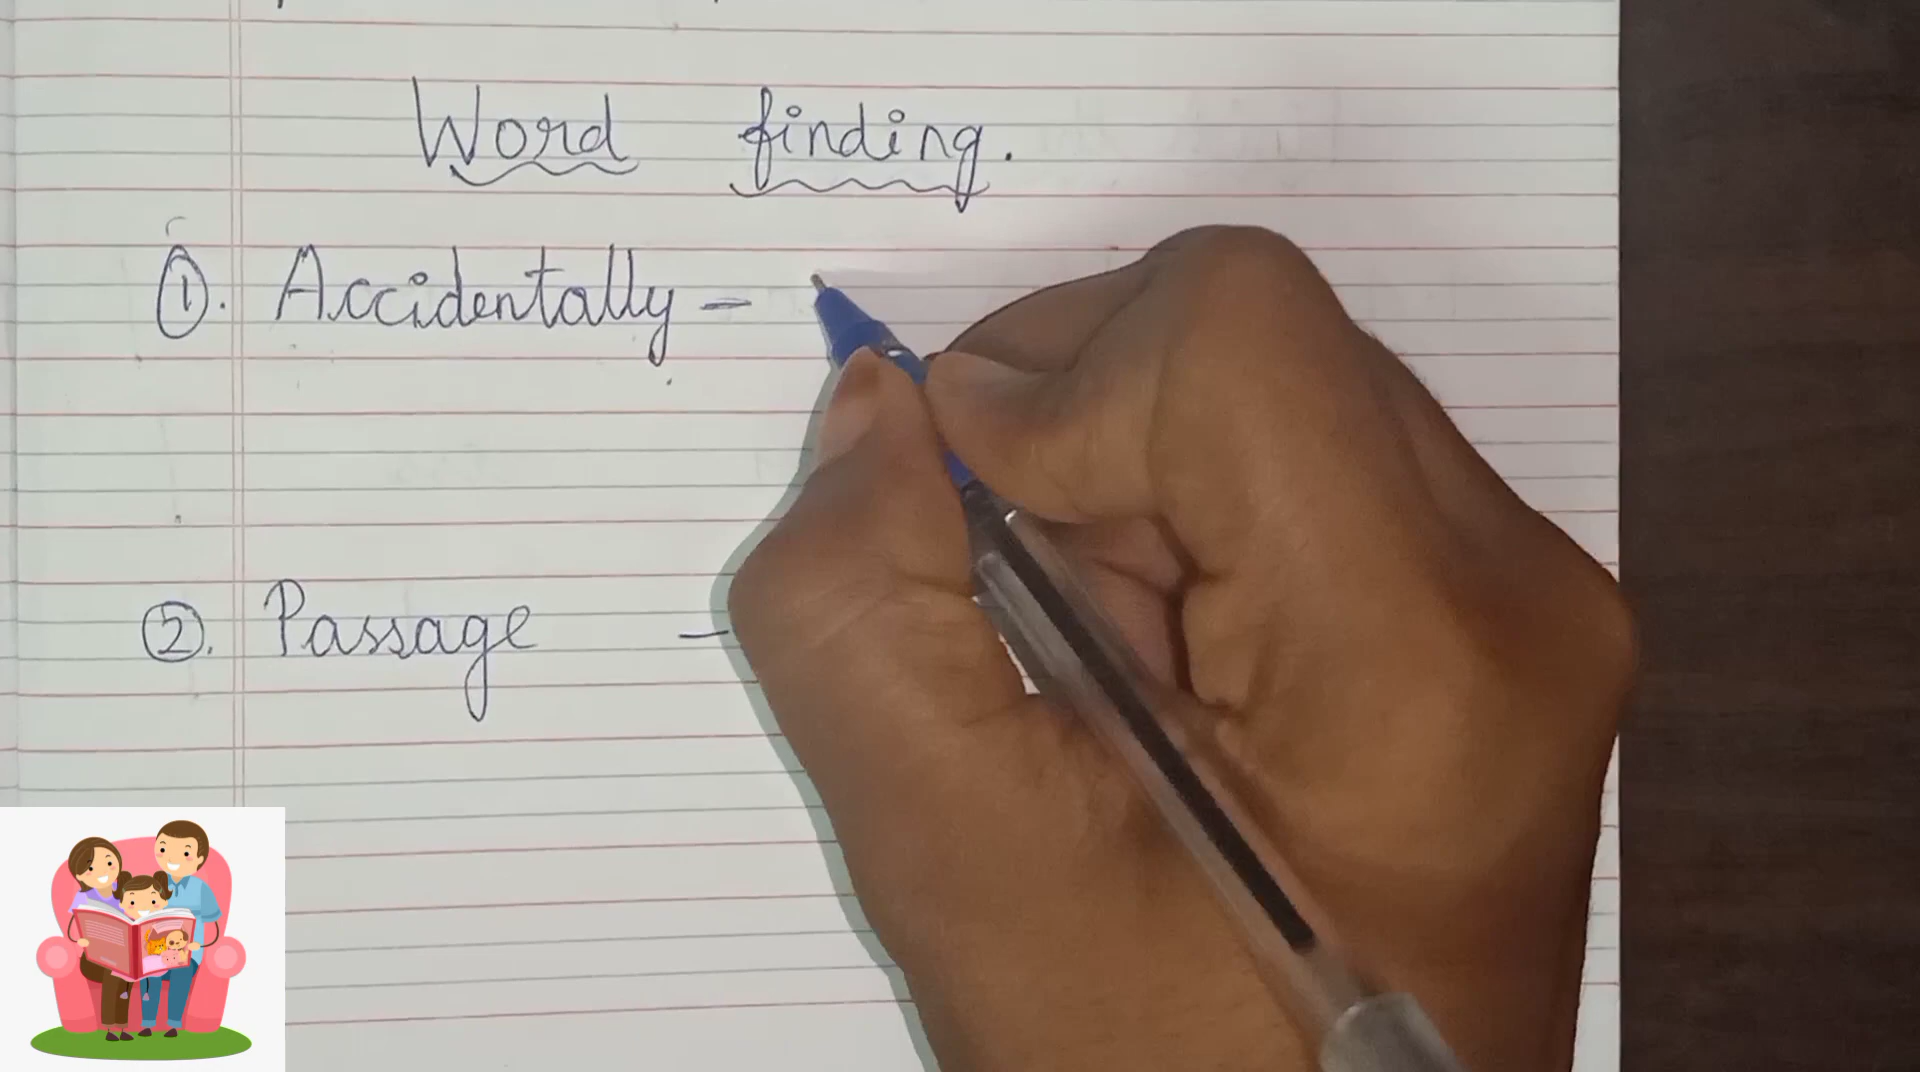 Word finding.
1. Accidentally –
2. Passage –